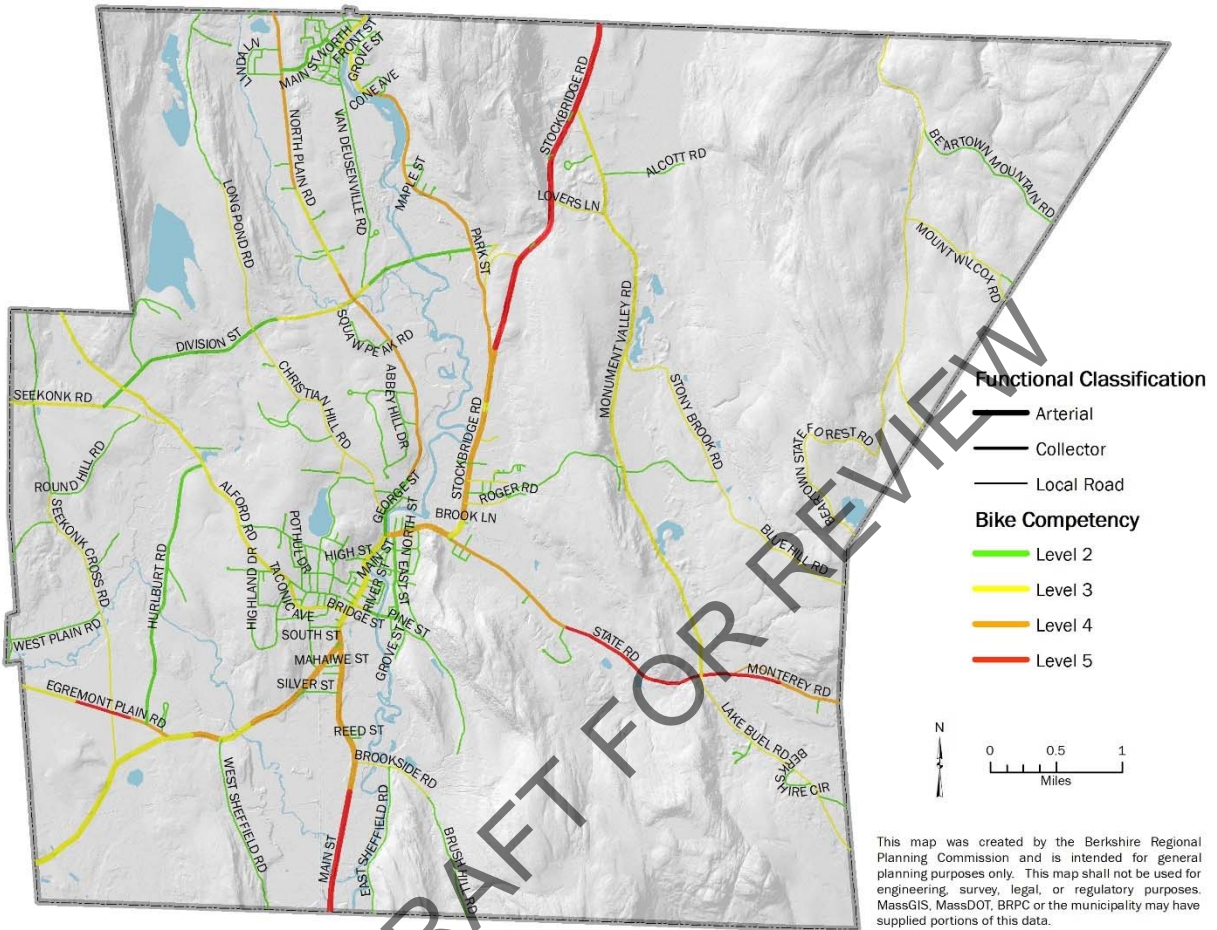 LINDA LN
MAIN ST
NORTH
FRONT ST
GROVE ST
CONE AVE
NORTH PLAIN RD
VAN DEUSENVILLE RD
MAPLE ST
STOCKBRIDGE RD
ALCOTT RD
LOVERS LN
BEARTOWN MOUNTAIN RD
LONG POND RD
PARK ST
MOUNT WILCOX RD
DIVISION ST
SQUAW PEAK RD
MONUMENT VALLEY RD
CHRISTIAN HILL RD
ABBEY HILL DR
STONY BROOK RD
SEEKONK RD
STOCKBRIDGE RD
BEARTOWN STATE FOREST RD
BEARTOWN
ROUND HILL RD
ROGER RD
GEORGE ST
BROOK LN
ALFORD RD
SEEKONK CROSS RD
POTHUL DR
HIGH ST
MAIN ST
NORTH ST
EAST ST
RIVER ST
BLUE HILL RD
HURLBURT RD
HIGHLAND DR
TACONIC AVE
BRIDGE ST
PINE ST
WEST PLAIN RD
SOUTH ST
GROVE ST
STATE RD
MAHAIWE ST
SILVER ST
MONTEREY RD
EGREMONT PLAIN RD
REED ST
LAKE BUEL RD
BROOKSIDE RD
BERKSHIRE CIR
WEST SHEFFIELD RD
MAIN ST
EAST SHEFFIELD RD
BRUSH HILL RD
DRAFT FOR REVIEW
Functional Classification
Arterial
Collector
Local Road
Bike Competency
Level 2
Level 3
Level 4
Level 5
N
0 0.5 1
Miles
This map was created by the Berkshire Regional
Planning Commission and is intended for general
planning purposes only. This map shall not be used for
engineering, survey, legal, or regulatory purposes.
MassGIS, MassDOT, BRPC or the municipality may have
supplied portions of this data.